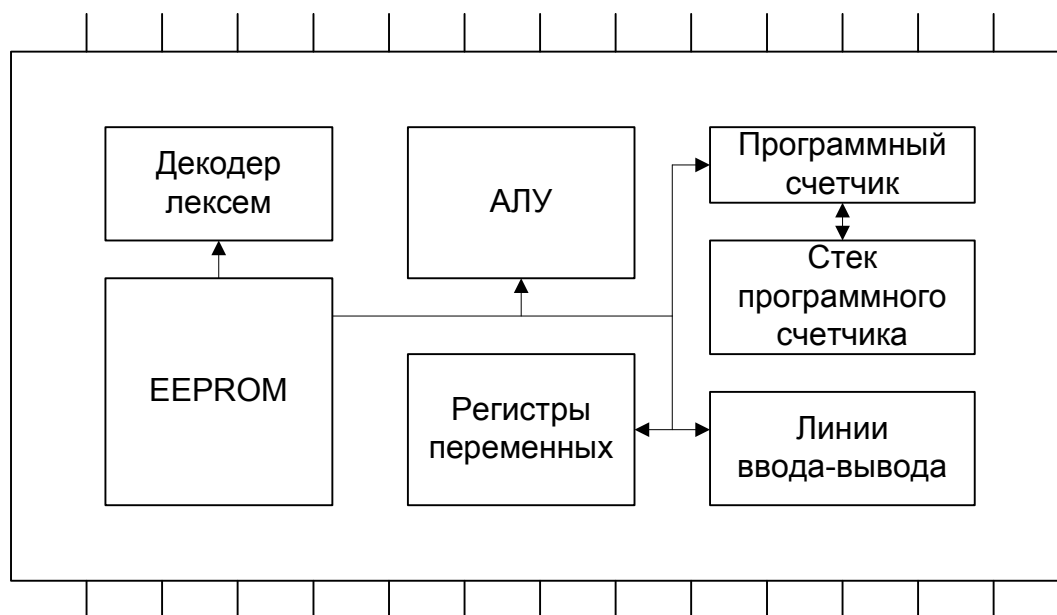 Декодер
лексем
АЛУ
Программный
счетчик
Стек
программного
счетчика
EEPROM
Регистры
переменных
Линии
ввода-вывода